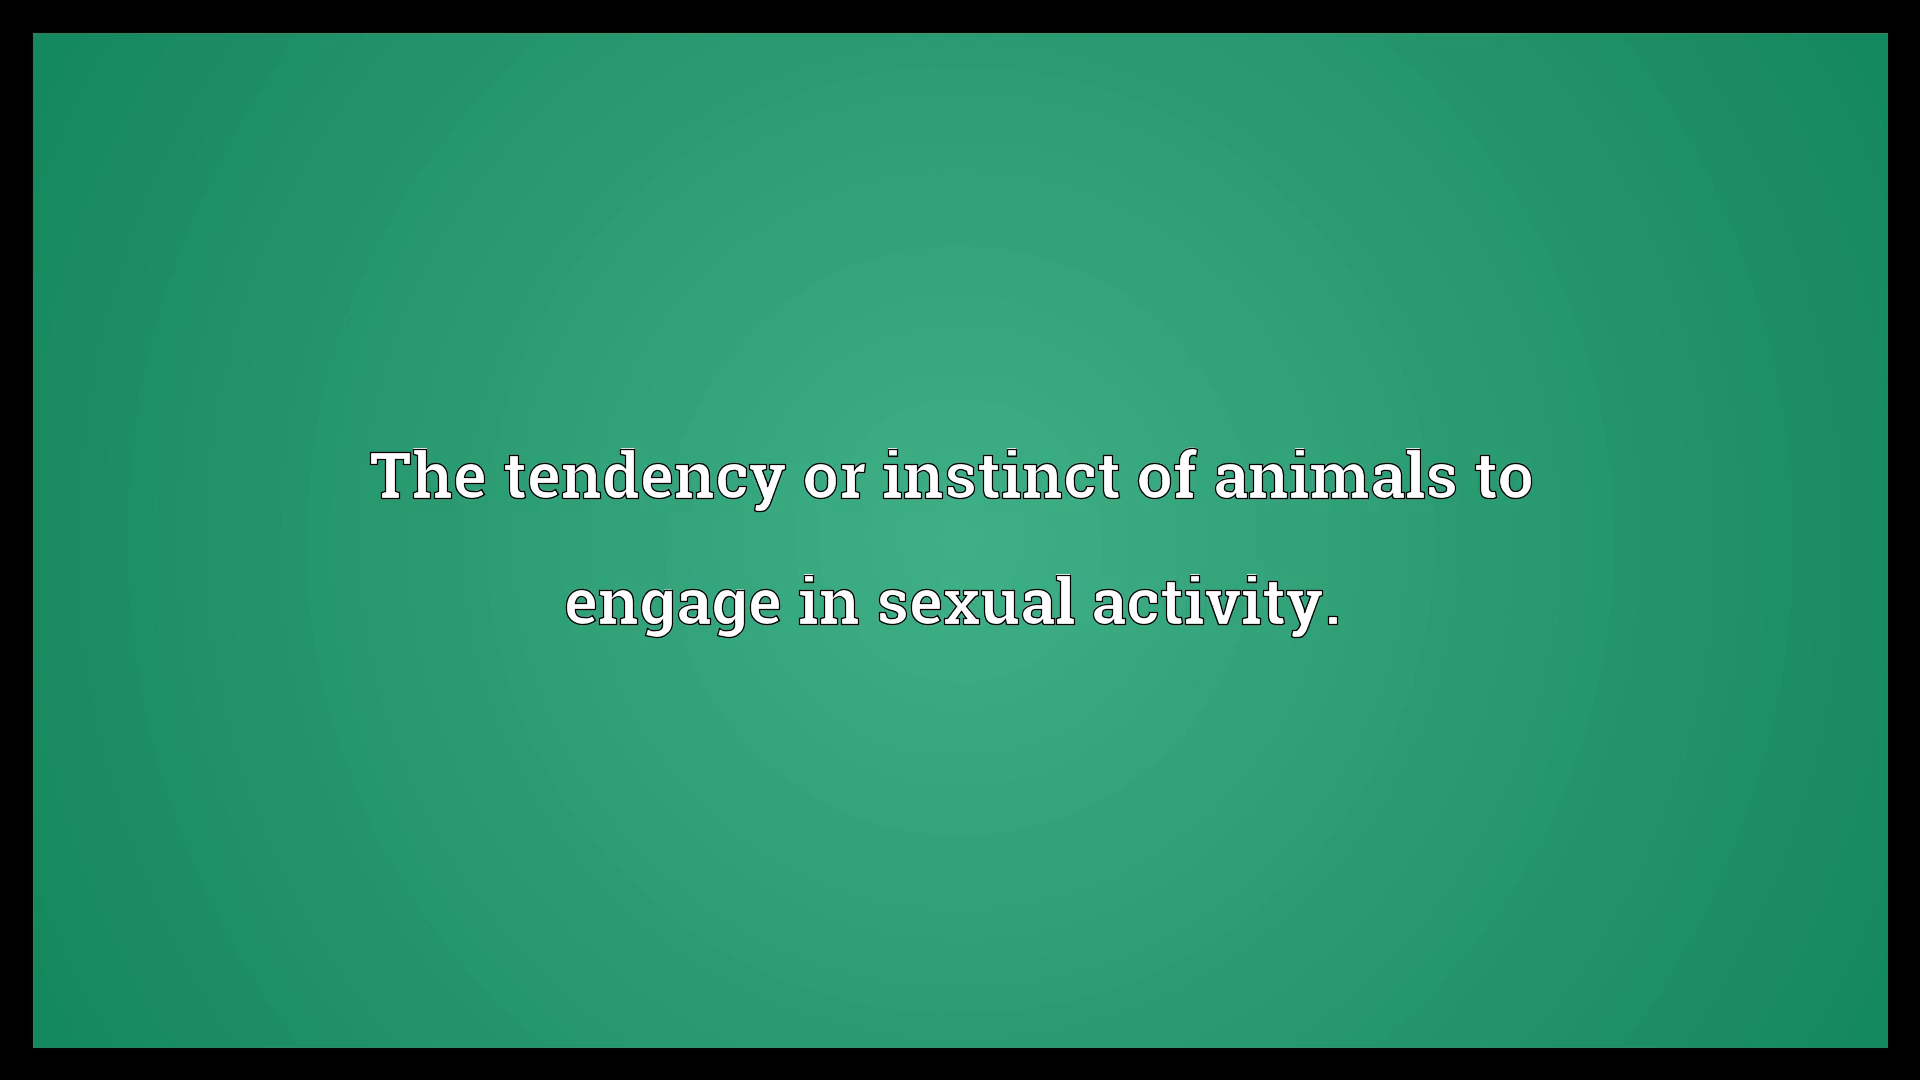 The tendency or instinct of animals to
engage in sexual activity.